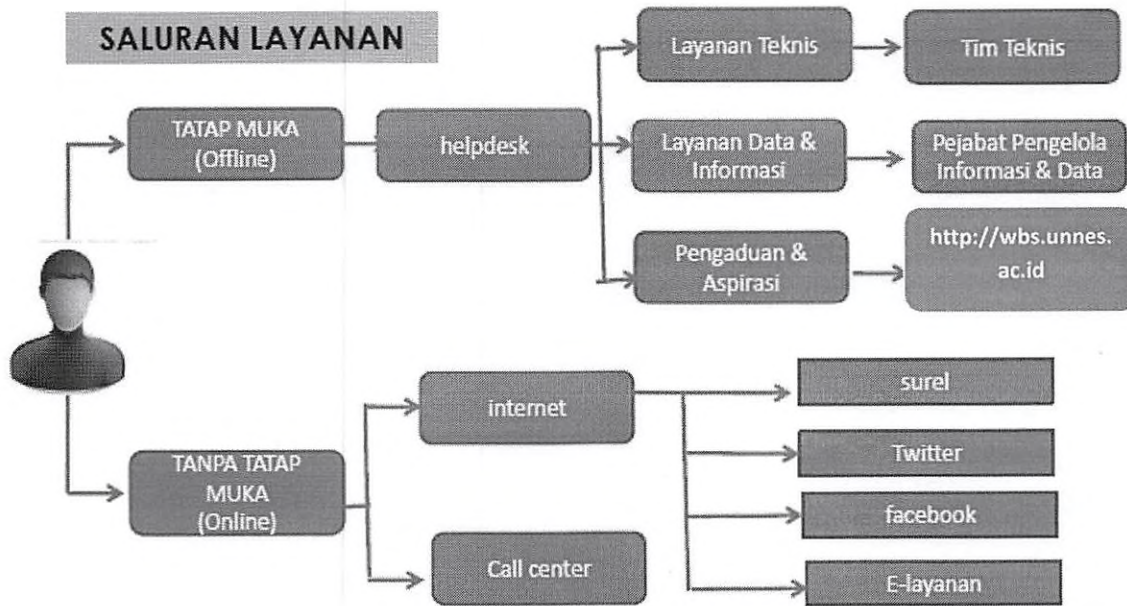 SALURAN LAYANAN
TATAP MUKA
(Offline)
helpdesk
Layanan Teknis
Tim Teknis
Layanan Data &
Informasi
Pejabat Pengelola
Informasi & Data
Pengaduan &
Aspirasi
http://wbs.unnes.
ac.id
TANPA TATAP
MUKA
(Online)
internet
surel
Twitter
facebook
E-layanan
Call center